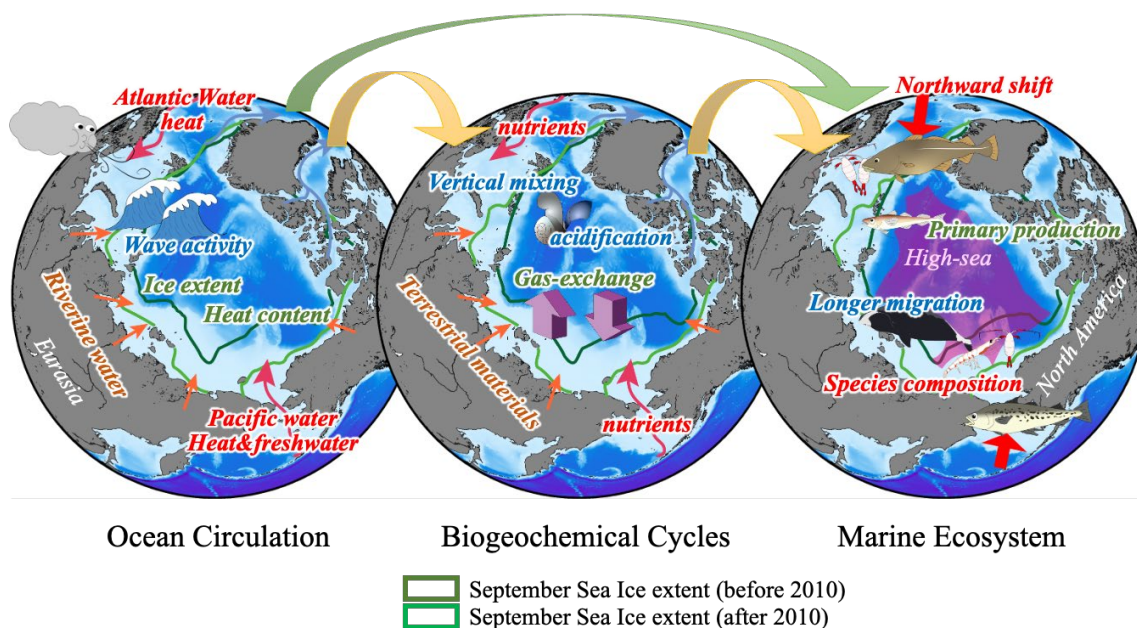 Atlantic Water
heat
Wave activity
Ice extent
Heat content
Riverine water
Eurasia
Pacific-water
Heat&freshwater
nutrients
Vertical mixing
acidification
Gas-exchange
Terrestrial materials
nutrients
Northward shift
Primary production
High-sea
Longer migration
Species composition
North America
Ocean Circulation
Biogeochemical Cycles
Marine Ecosystem
September Sea Ice extent (before 2010)
September Sea Ice extent (after 2010)